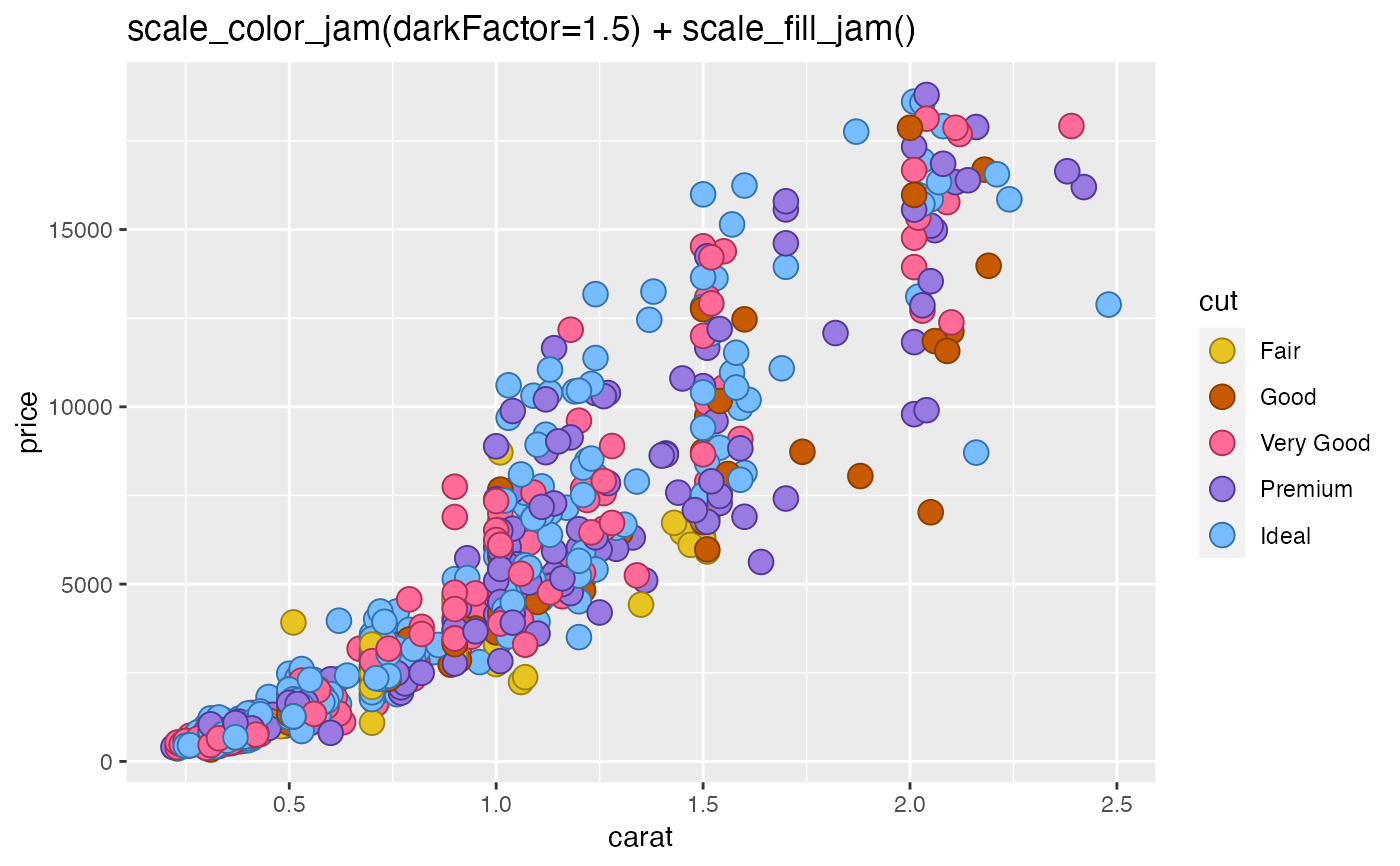 scale_color_jam(darkFactor=1.5) + scale_fill_jam()
price
15000
10000
5000
0
0.5
1.0
1.5
2.0
2.5
carat
cut
Fair
Good
Very Good
Premium
Ideal